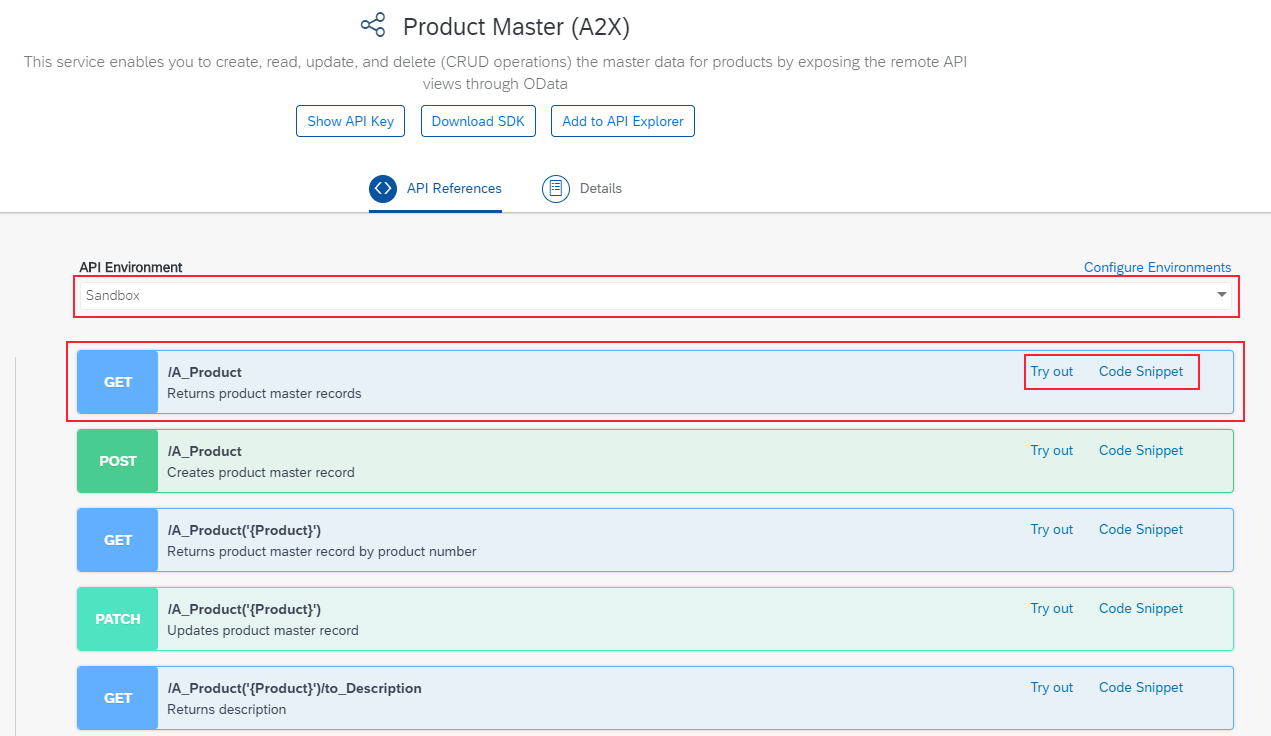 Product Master (A2X)
This service enables you to create, read, update, and delete (CRUD operations) the master data for products by exposing the remote API
views through OData
Show API Key
Download SDK
Add to API Explorer
API References
Details
API Environment
Configure Environments
Sandbox
GET
/A_Product
Returns product master records
Try out
Code Snippet
POST
/A_Product
Creates product master record
Try out
Code Snippet
GET
/A_Product('{Product}')
Returns product master record by product number
Try out
Code Snippet
PATCH
/A_Product('{Product}')
Updates product master record
Try out
Code Snippet
GET
/A_Product('{Product}')/to_Description
Returns description
Try out
Code Snippet